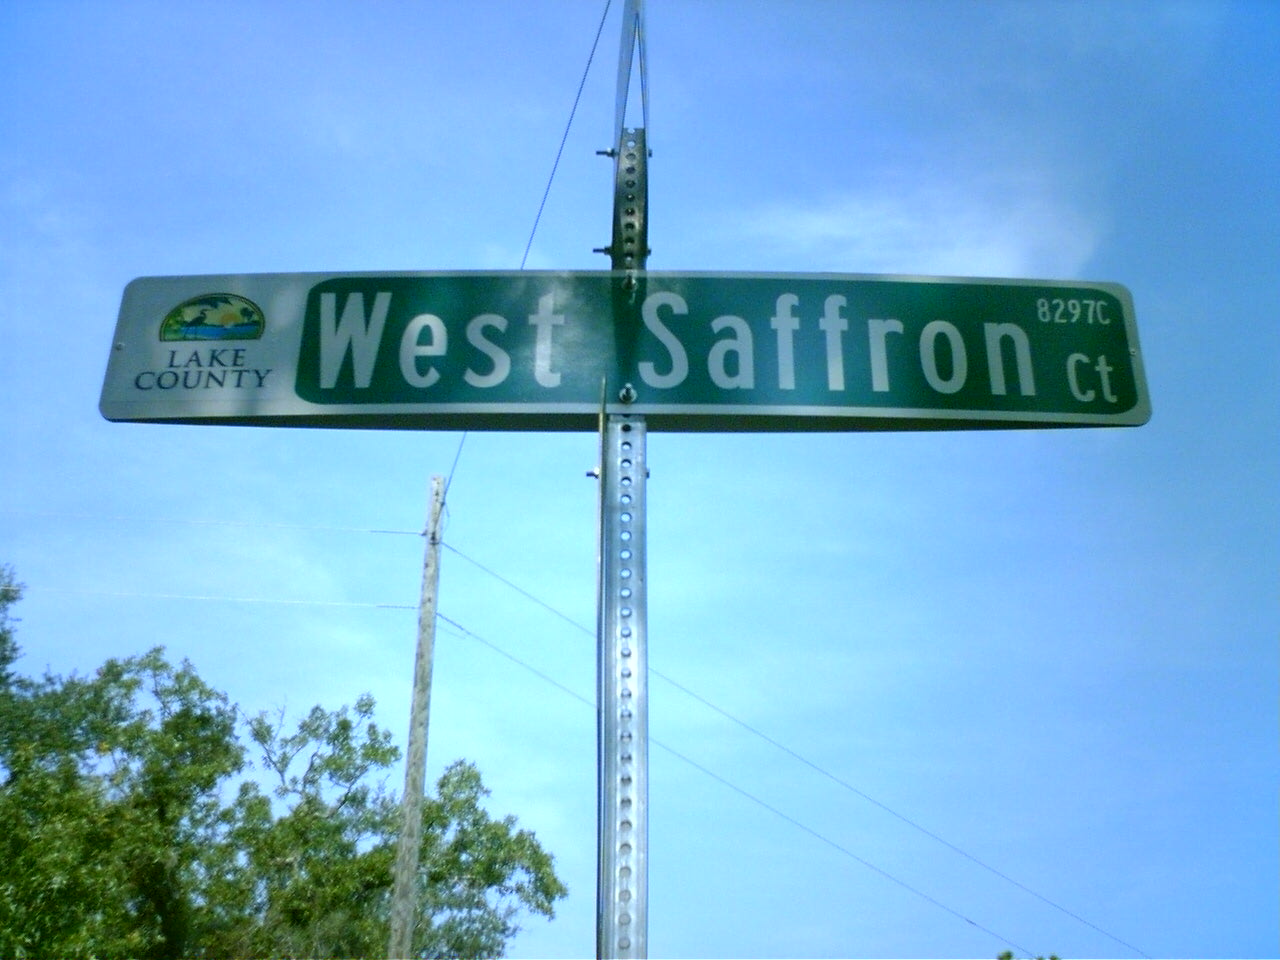 LAKE
COUNTY
West Saffron Ct
8297C